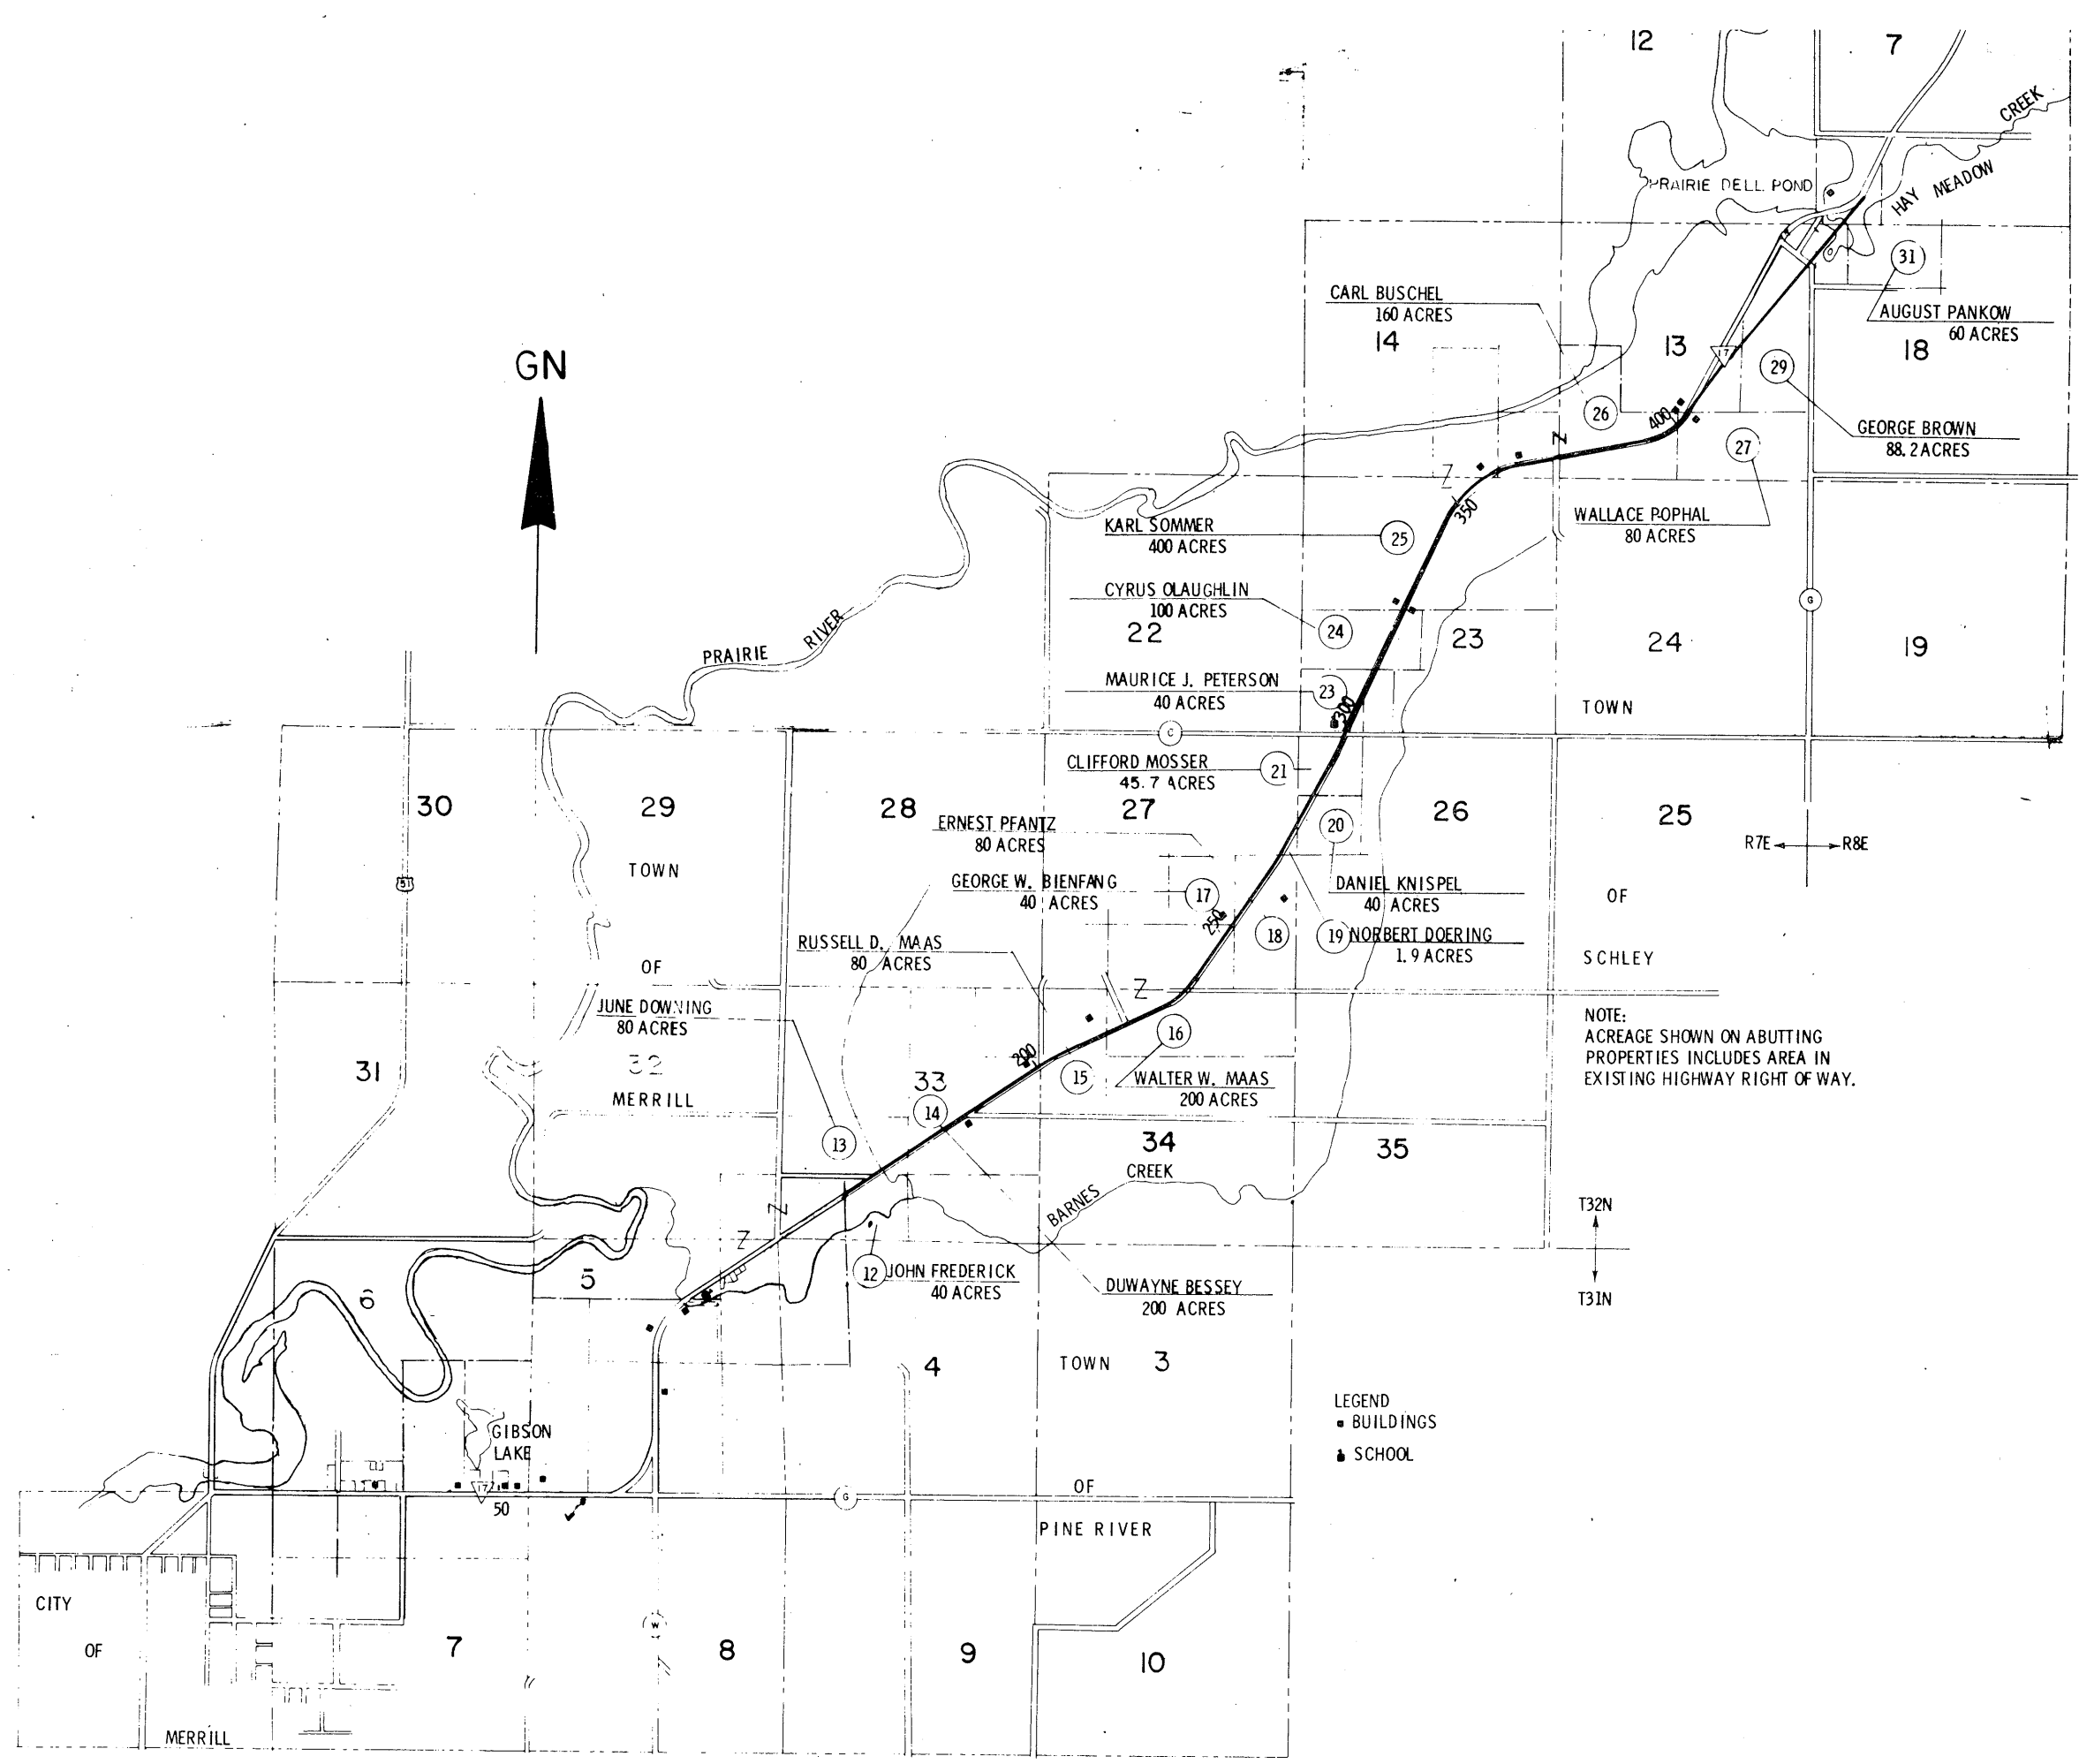 12
7
CREEK
HAY MEADOW
PRAIRIE DELL POND
31
CARL BUSCHEL
160 ACRES
14
13
17
AUGUST PANKOW
60 ACRES
18
GN
29
26
400
GEORGE BROWN
88.2 ACRES
27
Z
Z
350
WALLACE POPHAL
80 ACRES
KARL SOMMER
400 ACRES
25
CYRUS OLAUGHLIN
100 ACRES
24
22
23
24
19
G
PRAIRIE RIVER
MAURICE J. PETERSON
40 ACRES
23
300
TOWN
C
CLIFFORD MOSSER
45.7 ACRES
21
30
29
28
27
26
25
ERNEST PFANTZ
80 ACRES
20
R7E
R8E
TOWN
51
GEORGE W. BIENFANG
40 ACRES
17
DANIEL KNISPEL
40 ACRES
OF
250
18
19
NORBERT DOERING
1.9 ACRES
RUSSELL D. MAAS
80 ACRES
SCHLEY
OF
Z
JUNE DOWNING
80 ACRES
NOTE:
ACREAGE SHOWN ON ABUTTING
PROPERTIES INCLUDES AREA IN
EXISTING HIGHWAY RIGHT OF WAY.
16
200
31
32
33
15
WALTER W. MAAS
200 ACRES
MERRILL
14
13
34
35
BARNES CREEK
Z
Z
T32N
T31N
12
JOHN FREDERICK
40 ACRES
DUWAYNE BESSEY
200 ACRES
5
6
4
TOWN
3
LEGEND
BUILDINGS
SCHOOL
GIBSON
LAKE
17
50
G
OF
PINE RIVER
CITY
OF
MERRILL
W
7
8
9
10